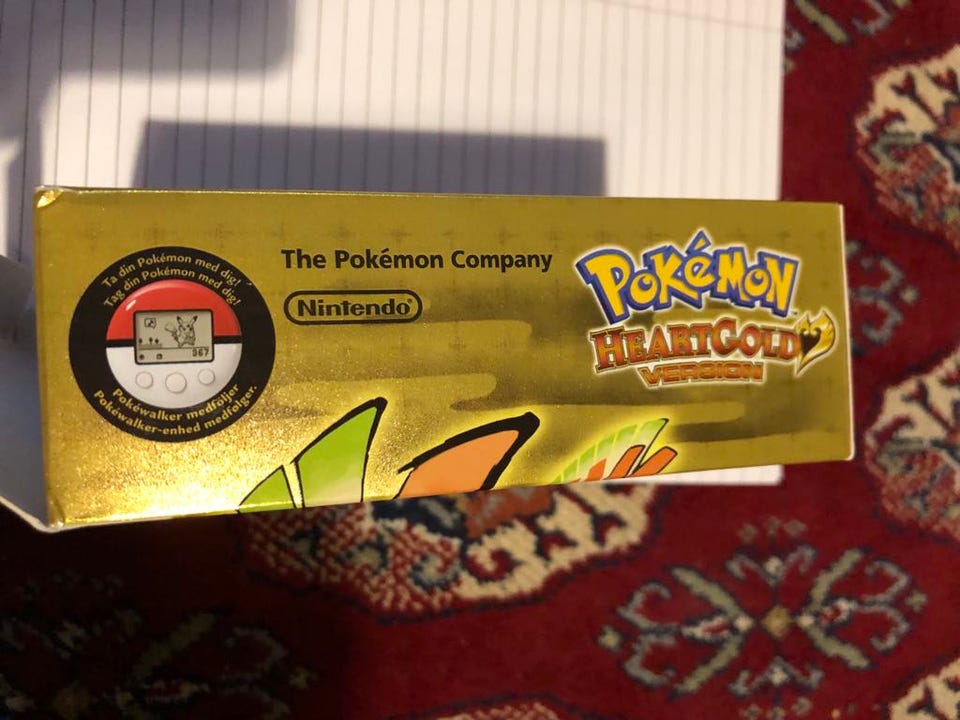 Ta din Pokémon med dig!
Tag din Pokémon med dig!
367
Pokéwalker medföljer
Pokéwalker-enhed medfølger.
The Pokémon Company
Nintendo®
POKéMON™
HEARTGOLD
VERSION